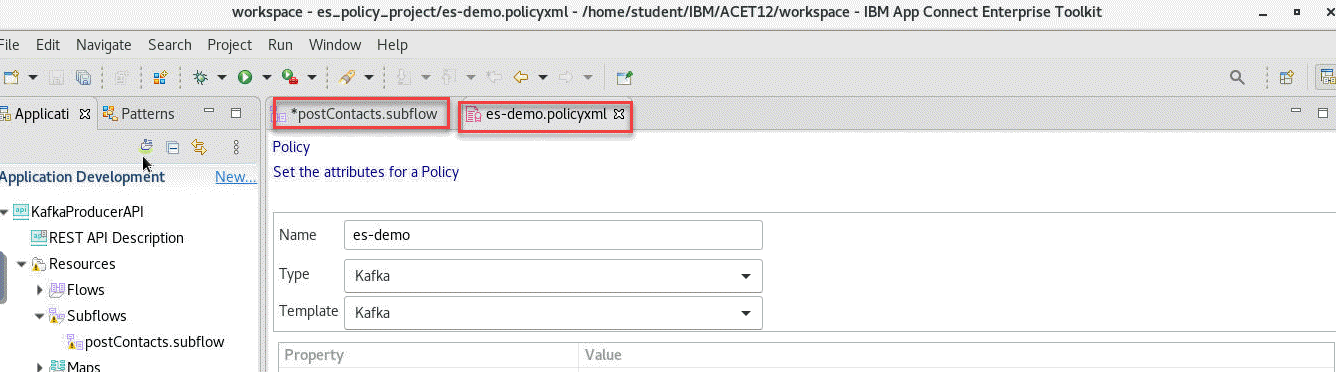 workspace - es_policy_project/es-demo.policyxml - /home/student/IBM/ACET12/workspace - IBM App Connect Enterprise Toolkit
File Edit Navigate Search Project Run Window Help
Applicati Patterns
*postContacts.subflow es-demo.policyxml
Policy
Set the attributes for a Policy
Application Development New...
KafkaProducerAPI
REST API Description
Resources
Flows
Subflows
postContacts.subflow
Maps
Name es-demo
Type Kafka
Template Kafka
Property Value